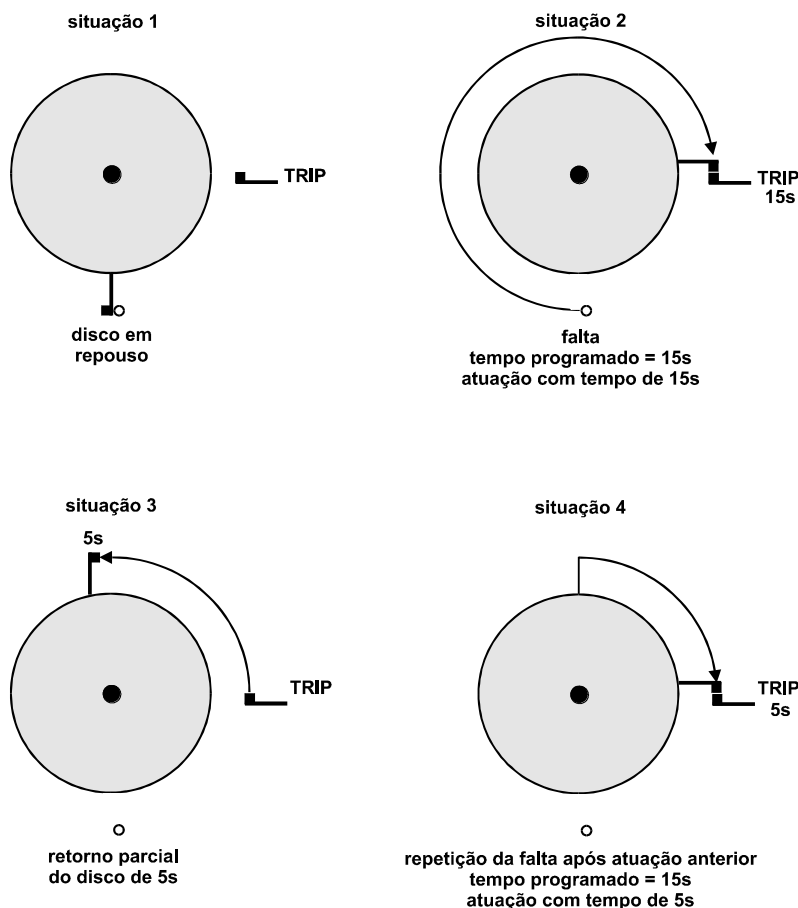 situação 1
TRIP
disco em
repouso
situação 2
TRIP
15s
falta
tempo programado = 15s
atuação com tempo de 15s
situação 3
5s
TRIP
retorno parcial
do disco de 5s
situação 4
TRIP
5s
repetição da falta após atuação anterior
tempo programado = 15s
atuação com tempo de 5s